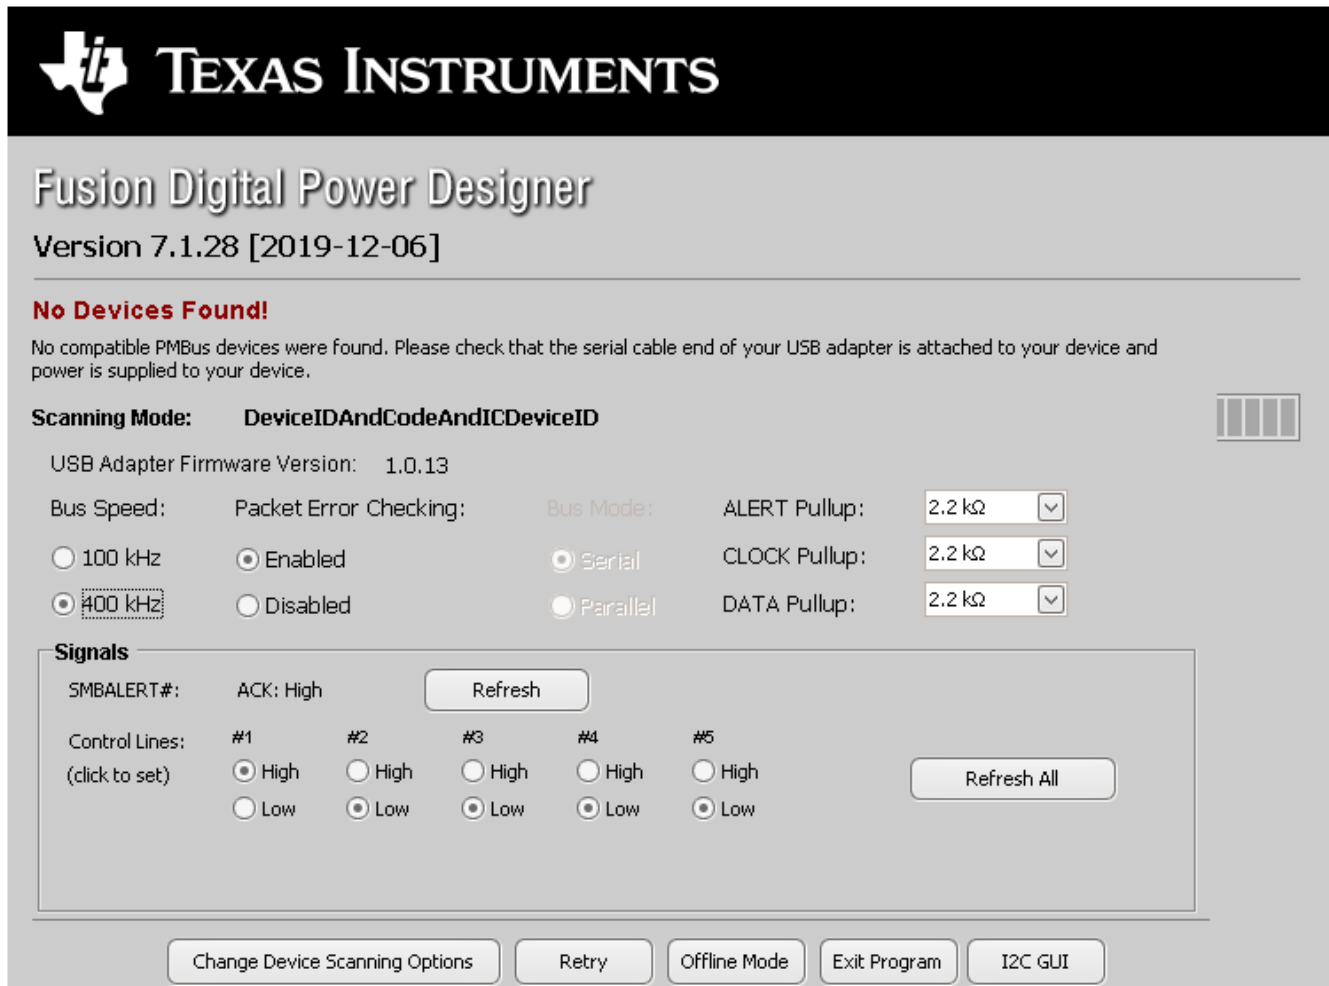 TEXAS INSTRUMENTS
Fusion Digital Power Designer
Version 7.1.28 [2019-12-06]
No Devices Found!
No compatible PMBus devices were found. Please check that the serial cable end of your USB adapter is attached to your device and
power is supplied to your device.
Scanning Mode: DeviceIDAndCodeAndICDeviceID
USB Adapter Firmware Version: 1.0.13
Bus Speed: Packet Error Checking: Bus Mode: ALERT Pullup: 2.2 kΩ
100 kHz Enabled Serial CLOCK Pullup: 2.2 kΩ
400 kHz Disabled Parallel DATA Pullup: 2.2 kΩ
Signals
SMBALERT#: ACK: High Refresh
Control Lines: #1 #2 #3 #4 #5
(click to set) High High High High High Refresh All
Low Low Low Low Low
Change Device Scanning Options Retry Offline Mode Exit Program I2C GUI